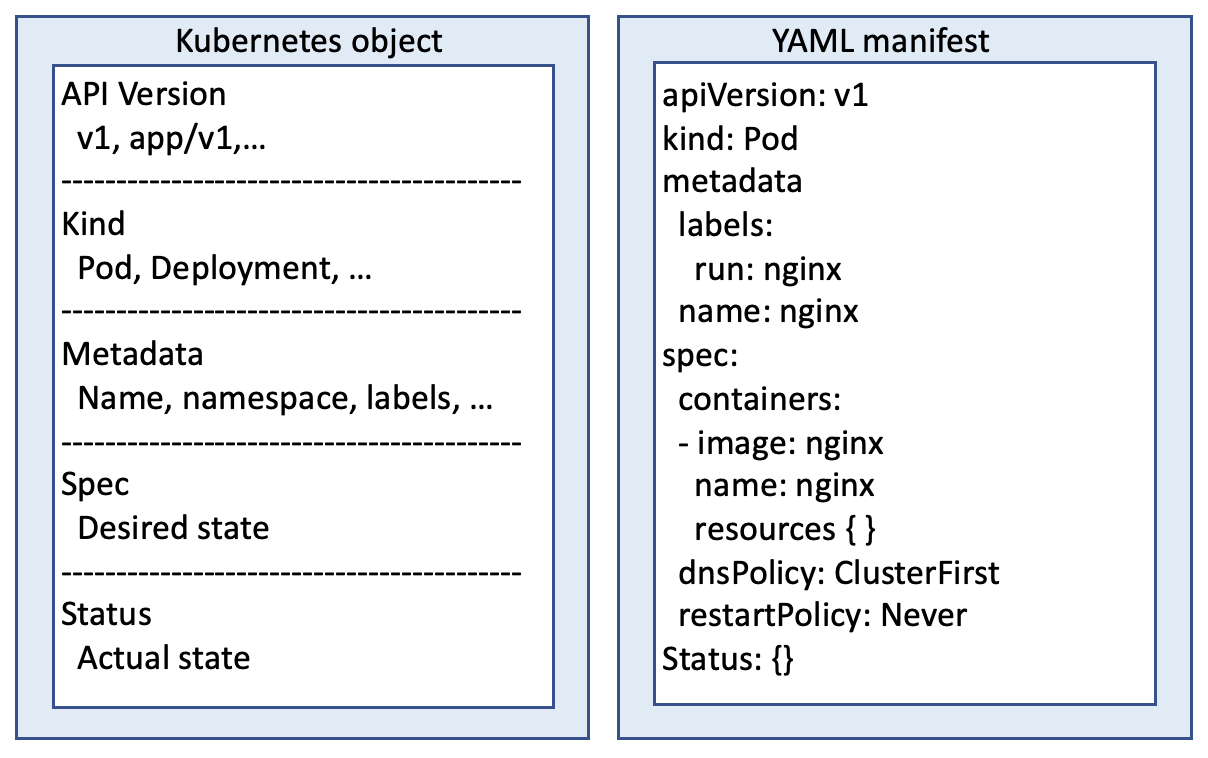 Kubernetes object
API Version
v1, app/v1,...
------------------------------------------
Kind
Pod, Deployment, ...
------------------------------------------
Metadata
Name, namespace, labels, ...
------------------------------------------
Spec
Desired state
------------------------------------------
Status
Actual state
YAML manifest
apiVersion: v1
kind: Pod
metadata
labels:
run: nginx
name: nginx
spec:
containers:
- image: nginx
name: nginx
resources { }
dnsPolicy: ClusterFirst
restartPolicy: Never
Status: {}